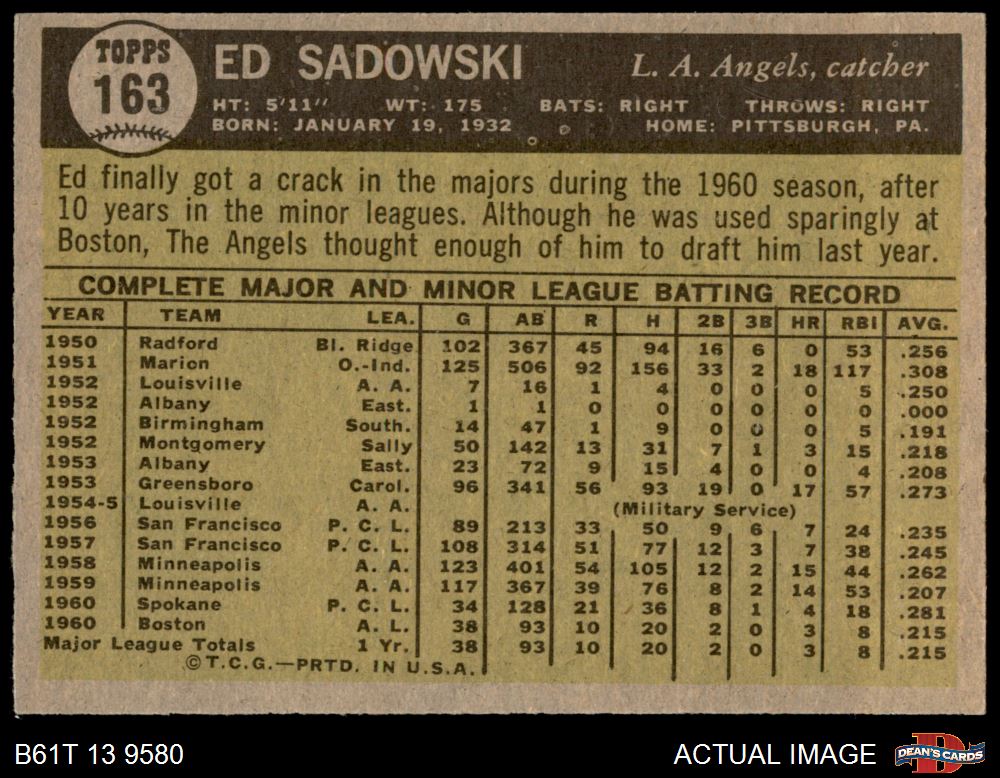 TOPPS
163
ED SADOWSKI
L. A. Angels, catcher
HT: 5'11" WT: 175 BATS: RIGHT THROWS: RIGHT
BORN: JANUARY 19, 1932 HOME: PITTSBURGH, PA.
Ed finally got a crack in the majors during the 1960 season, after
10 years in the minor leagues. Although he was used sparingly at
Boston, The Angels thought enough of him to draft him last year.
COMPLETE MAJOR AND MINOR LEAGUE BATTING RECORD
YEAR TEAM LEA. G AB R H 2B 3B HR RBI AVG.
1950 Radford Bl. Ridge 102 367 45 94 16 6 0 53 .256
1951 Marion O.-Ind. 125 506 92 156 33 2 18 117 .308
1952 Louisville A. A. 7 16 1 4 0 0 0 5 .250
1952 Albany East. 1 1 0 0 0 0 0 0 .000
1952 Birmingham South. 14 47 1 9 0 0 0 5 .191
1952 Montgomery Sally 50 142 13 31 7 1 3 15 .218
1953 Albany East. 23 72 9 15 4 0 0 4 .208
1953 Greensboro Carol. 96 341 56 93 19 0 17 57 .273
1954-5 Louisville A. A. (Military Service)
1956 San Francisco P. C. L. 89 213 33 50 9 6 7 24 .235
1957 San Francisco P. C. L. 108 314 51 77 12 3 7 38 .245
1958 Minneapolis A. A. 123 401 54 105 12 2 15 44 .262
1959 Minneapolis A. A. 117 367 39 76 8 2 14 53 .207
1960 Spokane P. C. L. 34 128 21 36 8 1 4 18 .281
1960 Boston A. L. 38 93 10 20 2 0 3 8 .215
Major League Totals 1 Yr. 38 93 10 20 2 0 3 8 .215
©T.C.G.—PRTD. IN U.S.A.
B61T 13 9580 ACTUAL IMAGE DEAN'S CARDS